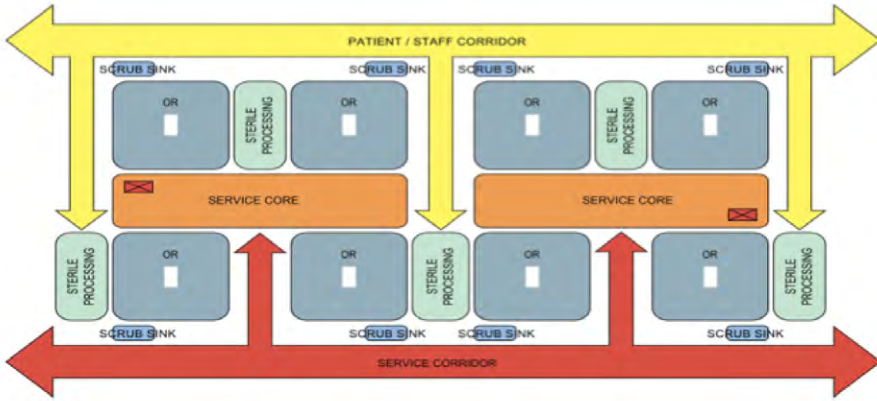 PATIENT / STAFF CORRIDOR
SCRUB SINK
SCRUB SINK
SCRUB SINK
SCRUB SINK
OR
STERILE
PROCESSING
OR
OR
STERILE
PROCESSING
OR
SERVICE CORE
SERVICE CORE
STERILE
PROCESSING
OR
OR
STERILE
PROCESSING
OR
OR
STERILE
PROCESSING
SCRUB SINK
SCRUB SINK
SCRUB SINK
SCRUB SINK
SERVICE CORRIDOR